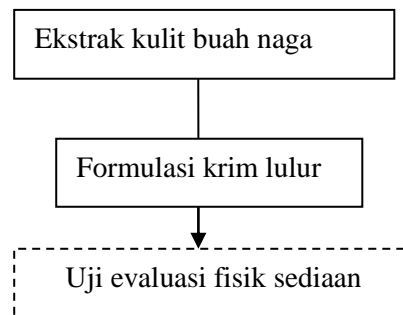 Ekstrak kulit buah naga
Formulasi krim lulur
Uji evaluasi fisik sediaan